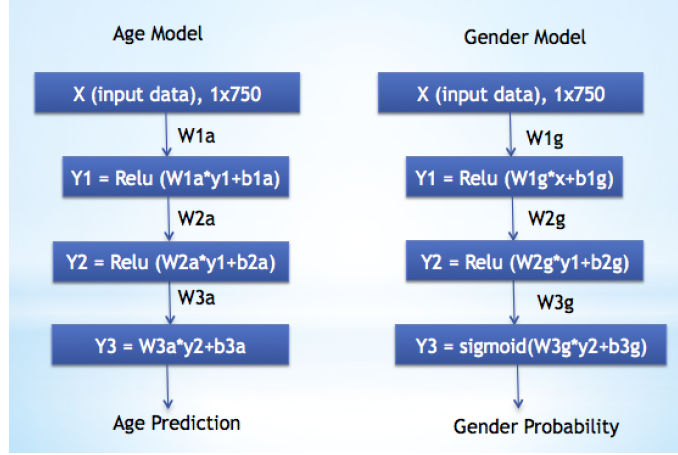 Age Model
X (input data), 1x750
W1a
Y1 = Relu (W1a*y1+b1a)
W2a
Y2 = Relu (W2a*y1+b2a)
W3a
Y3 = W3a*y2+b3a
Age Prediction
Gender Model
X (input data), 1x750
W1g
Y1 = Relu (W1g*x+b1g)
W2g
Y2 = Relu (W2g*y1+b2g)
W3g
Y3 = sigmoid(W3g*y2+b3g)
Gender Probability